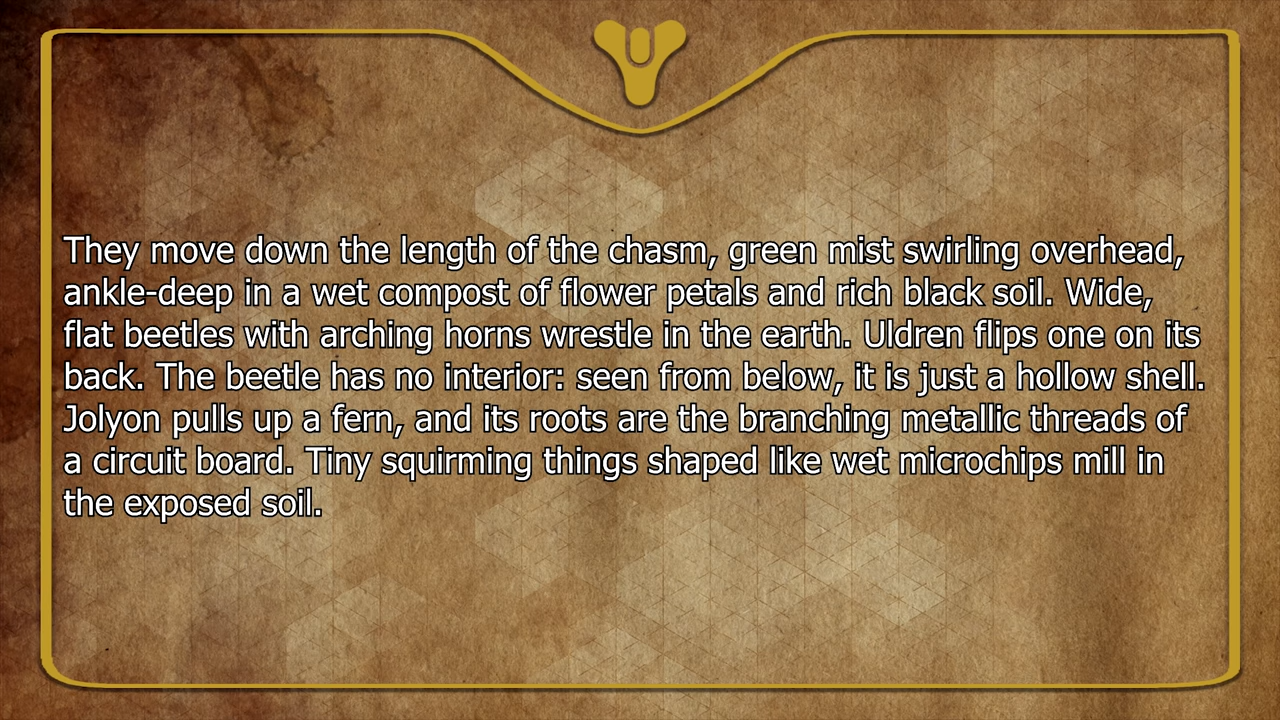 They move down the length of the chasm, green mist swirling overhead,
ankle-deep in a wet compost of flower petals and rich black soil. Wide,
flat beetles with arching horns wrestle in the earth. Uldren flips one on its
back. The beetle has no interior: seen from below, it is just a hollow shell.
Jolyon pulls up a fern, and its roots are the branching metallic threads of
a circuit board. Tiny squirming things shaped like wet microchips mill in
the exposed soil.